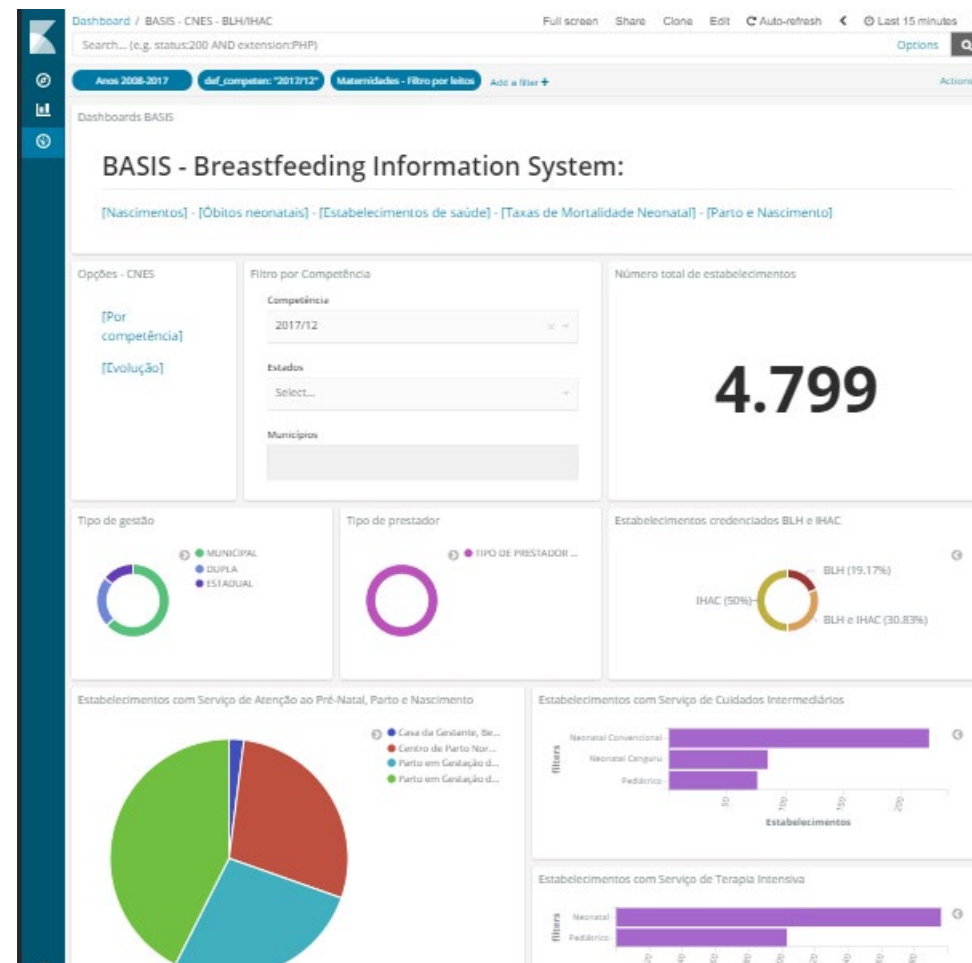 Dashboard / BASIS - CNES - BLH/IHAC
Full screen Share Clone Edit Auto-refresh Last 15 minutes
Search... (e.g. status:200 AND extension:PHP)
Options
Anos 2008-2017 def_competen: "2017/12" Maternidades - Filtro por leitos Add a filter +
Actions
Dashboards BASIS
BASIS - Breastfeeding Information System:
[Nascimentos] - [Óbitos neonatais] - [Estabelecimentos de saúde] - [Taxas de Mortalidade Neonatal] - [Parto e Nascimento]
Opções - CNES
[Por
competência]
[Evolução]
Filtro por Competência
Competência
2017/12
Estados
Select...
Municípios
Número total de estabelecimentos
4.799
Tipo de gestão
MUNICIPAL
DUPLA
ESTADUAL
Tipo de prestador
TIPO DE PRESTADOR ...
Estabelecimentos credenciados BLH e IHAC
BLH (19.17%)
IHAC (50%)
BLH e IHAC (30.83%)
Estabelecimentos com Serviço de Atenção ao Pré-Natal, Parto e Nascimento
Casa da Gestante, Be...
Centro de Parto Nor...
Parto em Gestação d...
Parto em Gestação d...
Estabelecimentos com Serviço de Cuidados Intermediários
filters
Neonatal Convencional
Neonatal Canguru
Pediátrico
50 100 150 200
Estabelecimentos
Estabelecimentos com Serviço de Terapia Intensiva
filters
Neonatal
Pediátrico